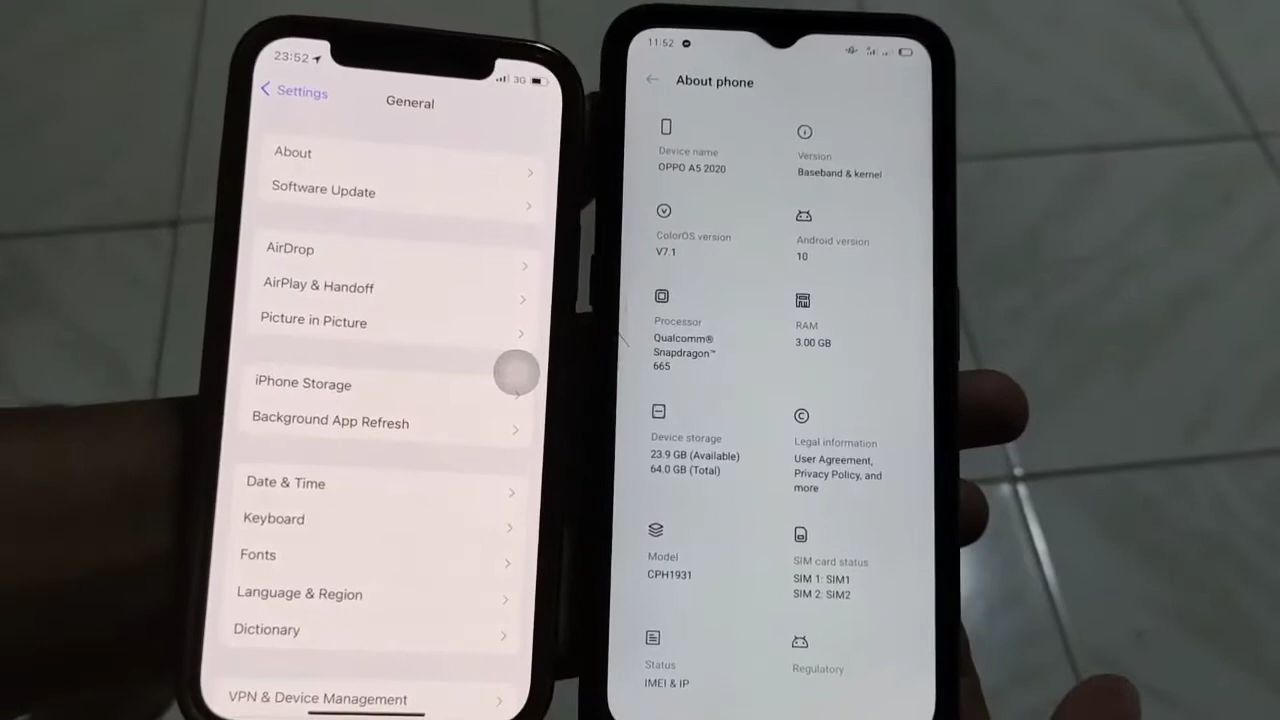 23:52
3G
Settings
General
About
Software Update
AirDrop
AirPlay & Handoff
Picture in Picture
iPhone Storage
Background App Refresh
Date & Time
Keyboard
Fonts
Language & Region
Dictionary
VPN & Device Management
11:52
About phone
Device name
OPPO A5 2020
Version
Baseband & kernel
ColorOS version
V7.1
Android version
10
Processor
Qualcomm®
Snapdragon™
665
RAM
3.00 GB
Device storage
23.9 GB (Available)
64.0 GB (Total)
Legal information
User Agreement,
Privacy Policy, and
more
Model
CPH1931
SIM card status
SIM 1: SIM1
SIM 2: SIM2
Status
IMEI & IP
Regulatory